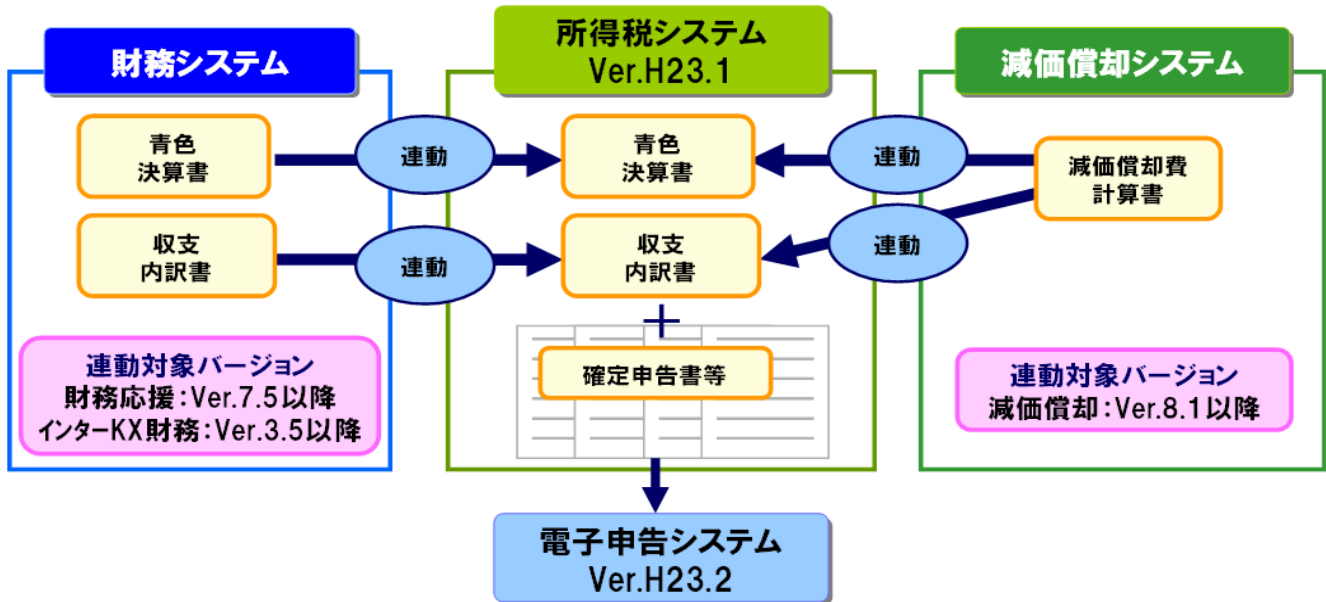 財務システム
所得税システム
Ver.H23.1
減価償却システム
青色
決算書
連動
青色
決算書
連動
減価償却費
計算書
収支
内訳書
連動
収支
内訳書
連動
＋
確定申告書等
連動対象バージョン
財務応援：Ver.7.5以降
インターKX財務：Ver.3.5以降
連動対象バージョン
減価償却：Ver.8.1以降
電子申告システム
Ver.H23.2